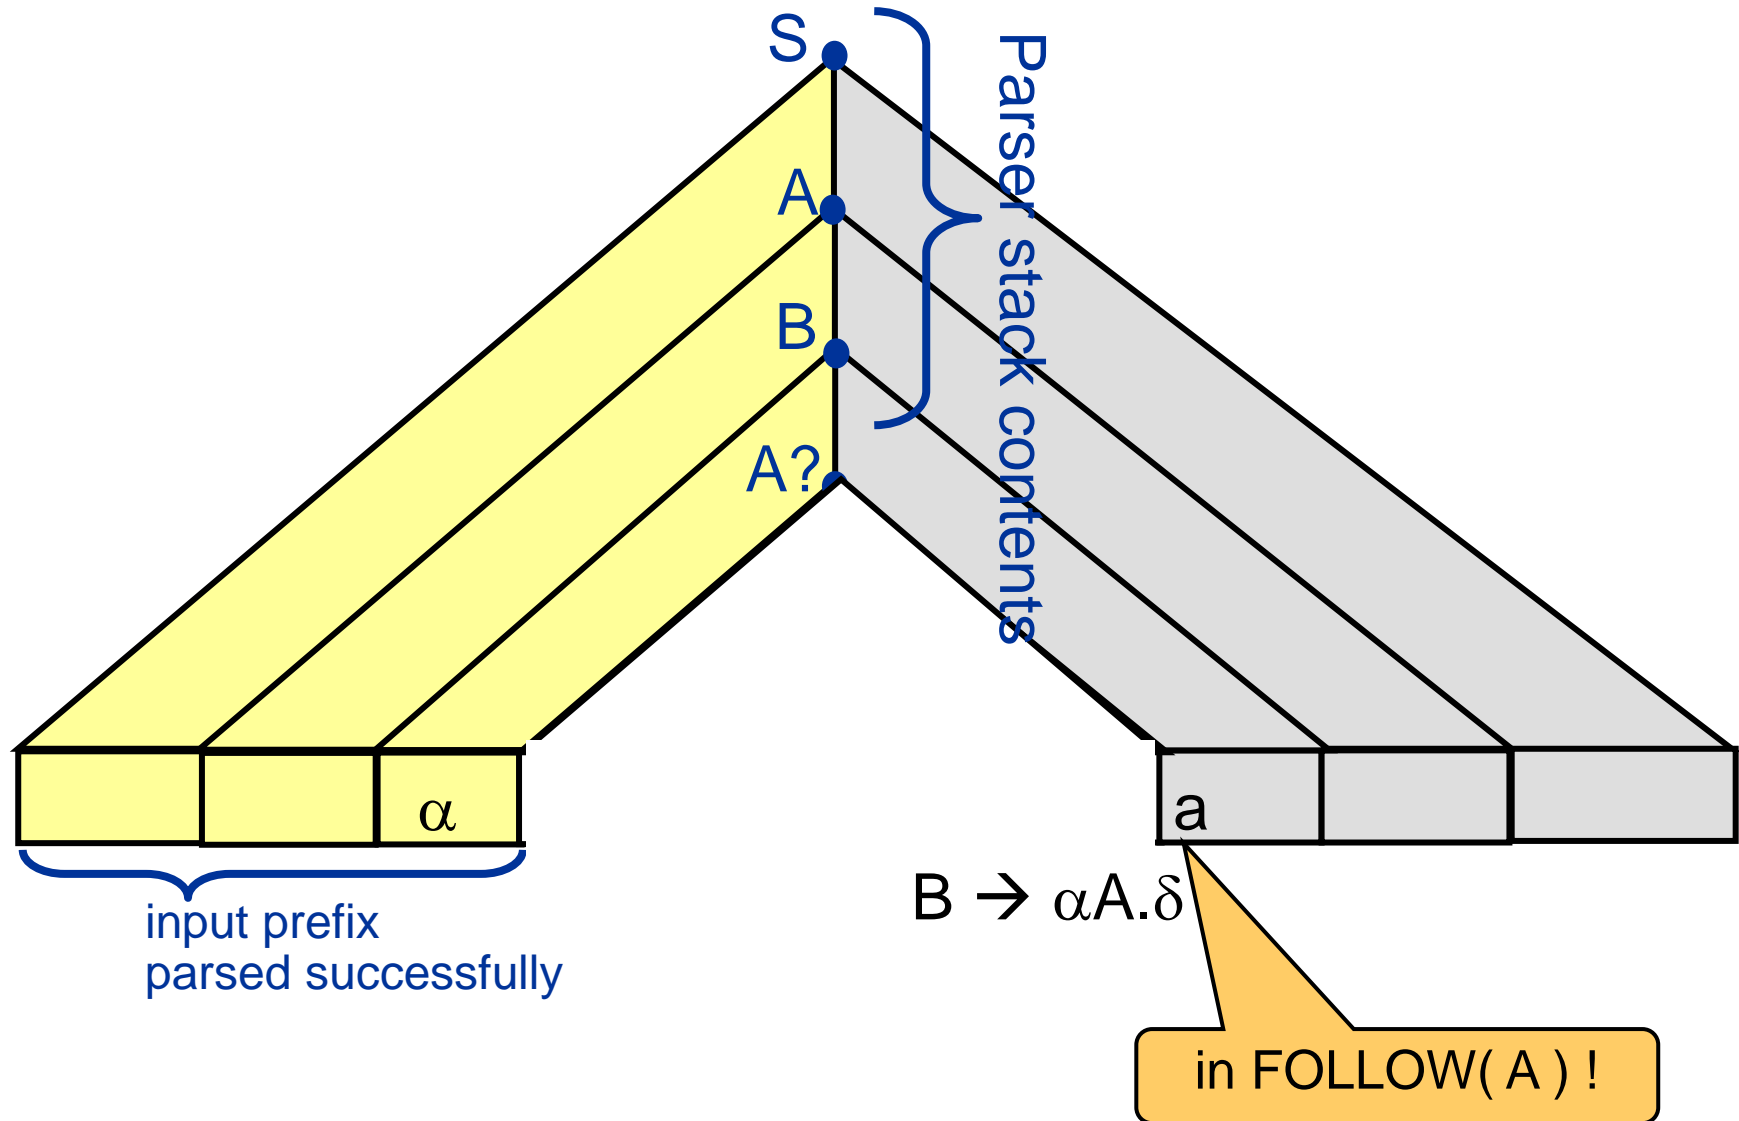 S
Parser stack contents
A
B
A?
α
a
B → αA.δ
input prefix
parsed successfully
in FOLLOW( A ) !